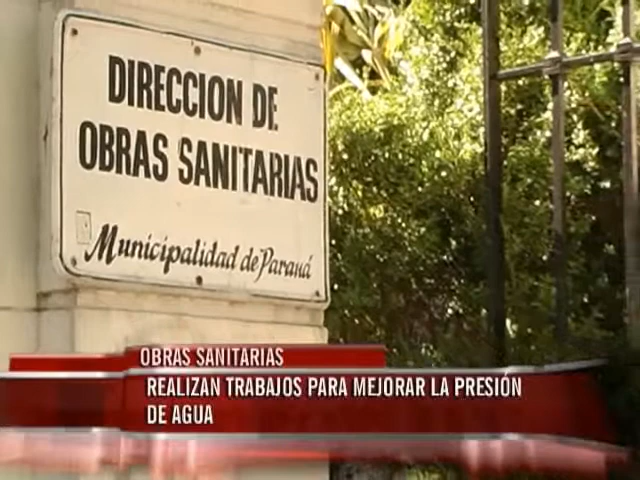 DIRECCION DE
OBRAS SANITARIAS
Municipalidad de Paraná
OBRAS SANITARIAS
REALIZAN TRABAJOS PARA MEJORAR LA PRESIÓN
DE AGUA